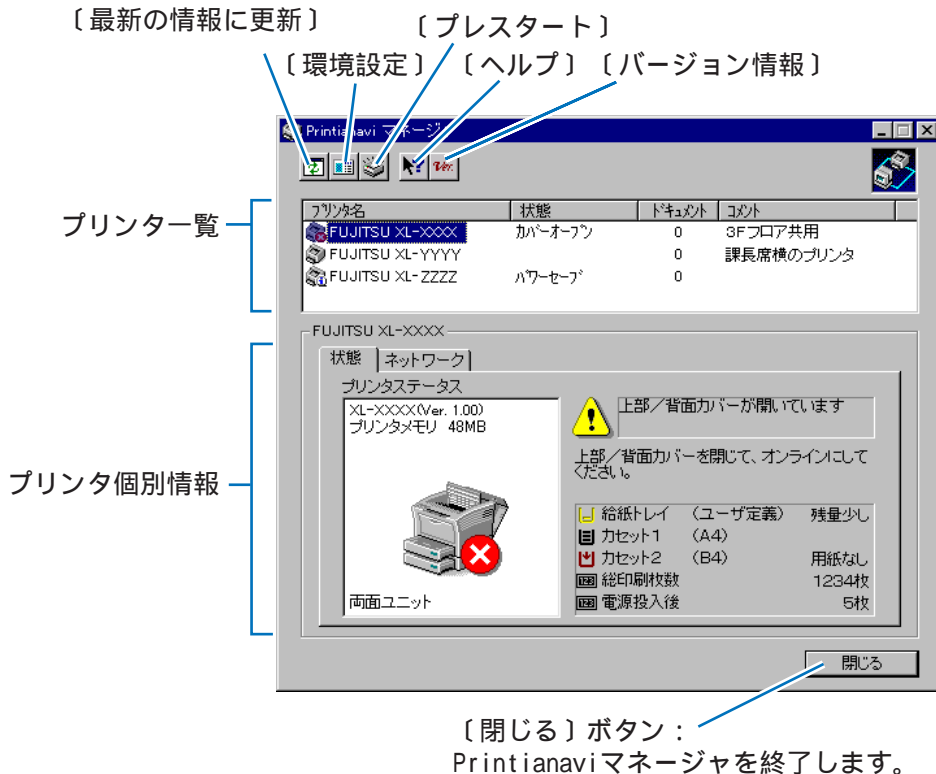 〔最新の情報に更新〕
〔プレスタート〕
〔環境設定〕 〔ヘルプ〕〔バージョン情報〕
Printianavi マネージ
Ver.
プリンタ一覧
プリンタ名 状態 ドキュメント コメント
FUJITSU XL-XXXX カバーオープン 0 3Fフロア共用
FUJITSU XL-YYYY 0 課長席横のプリンタ
FUJITSU XL-ZZZZ パワーセーブ 0
FUJITSU XL-XXXX
状態 ネットワーク
プリンタステータス
XL-XXXX(Ver. 1.00)
プリンタメモリ 48MB
両面ユニット
上部/背面カバーが開いています
上部/背面カバーを閉じて、オンラインにして
ください。
プリンタ個別情報
給紙トレイ (ユーザ定義) 残量少し
カセット1 (A4)
カセット2 (B4) 用紙なし
123 総印刷枚数 1234枚
123 電源投入後 5枚
閉じる
〔閉じる〕ボタン:
Printianaviマネージャを終了します。